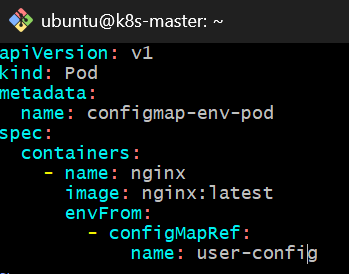 ubuntu@k8s-master: ~
apiVersion: v1
kind: Pod
metadata:
  name: configmap-env-pod
spec:
  containers:
    - name: nginx
      image: nginx:latest
      envFrom:
        - configMapRef:
            name: user-config